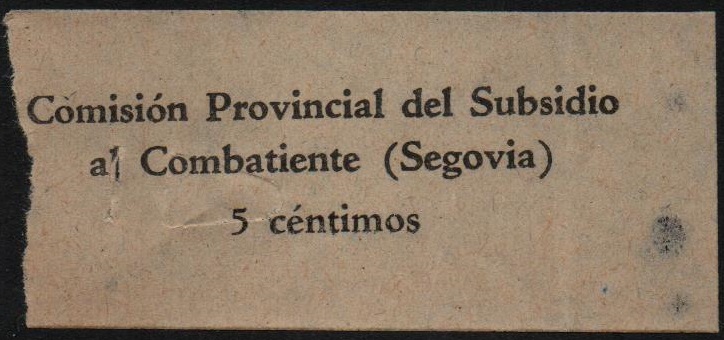 Comisión Provincial del Subsidio
al Combatiente (Segovia)
5 céntimos